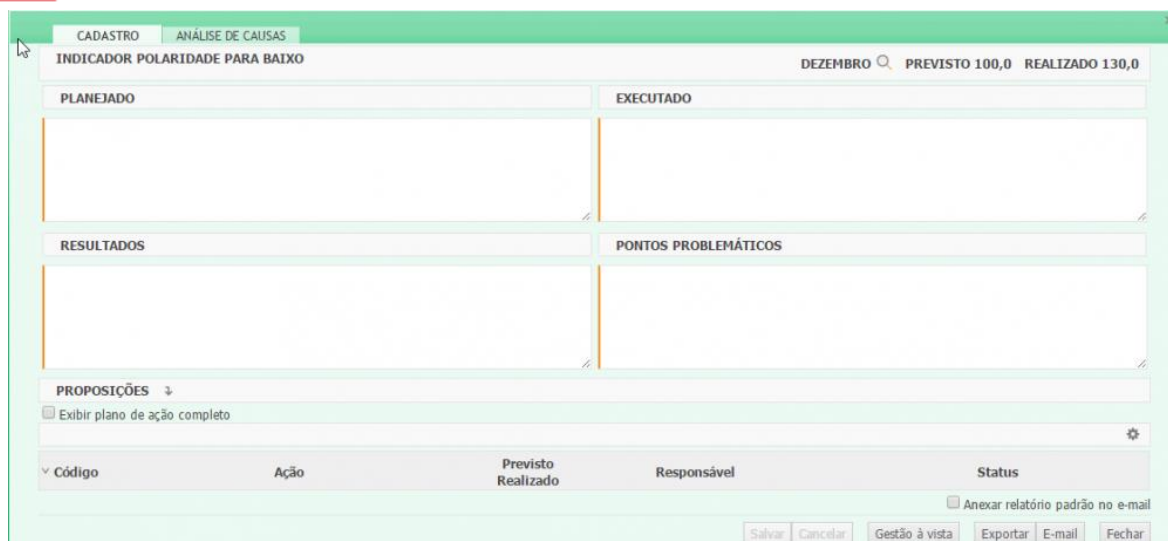 CADASTRO ANÁLISE DE CAUSAS
INDICADOR POLARIDADE PARA BAIXO DEZEMBRO PREVISTO 100,0 REALIZADO 130,0
PLANEJADO EXECUTADO
RESULTADOS PONTOS PROBLEMÁTICOS
PROPOSIÇÕES
Exibir plano de ação completo
Código Ação Previsto Responsável Status
Realizado
Anexar relatório padrão no e-mail
Salvar Cancelar Gestão à vista Exportar E-mail Fechar